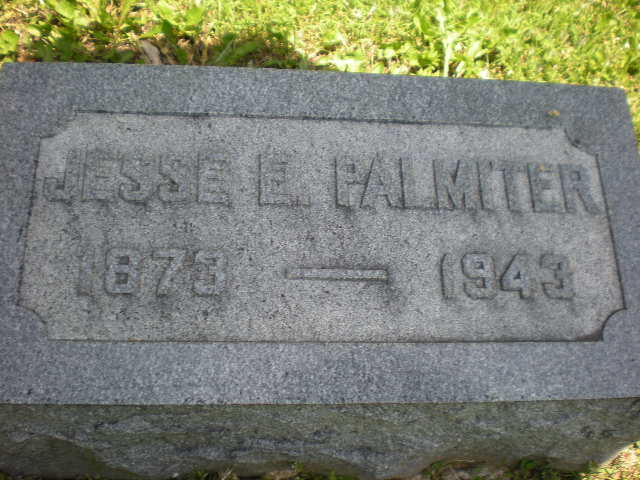 JESSE E. PALMITER
1873 — 1943